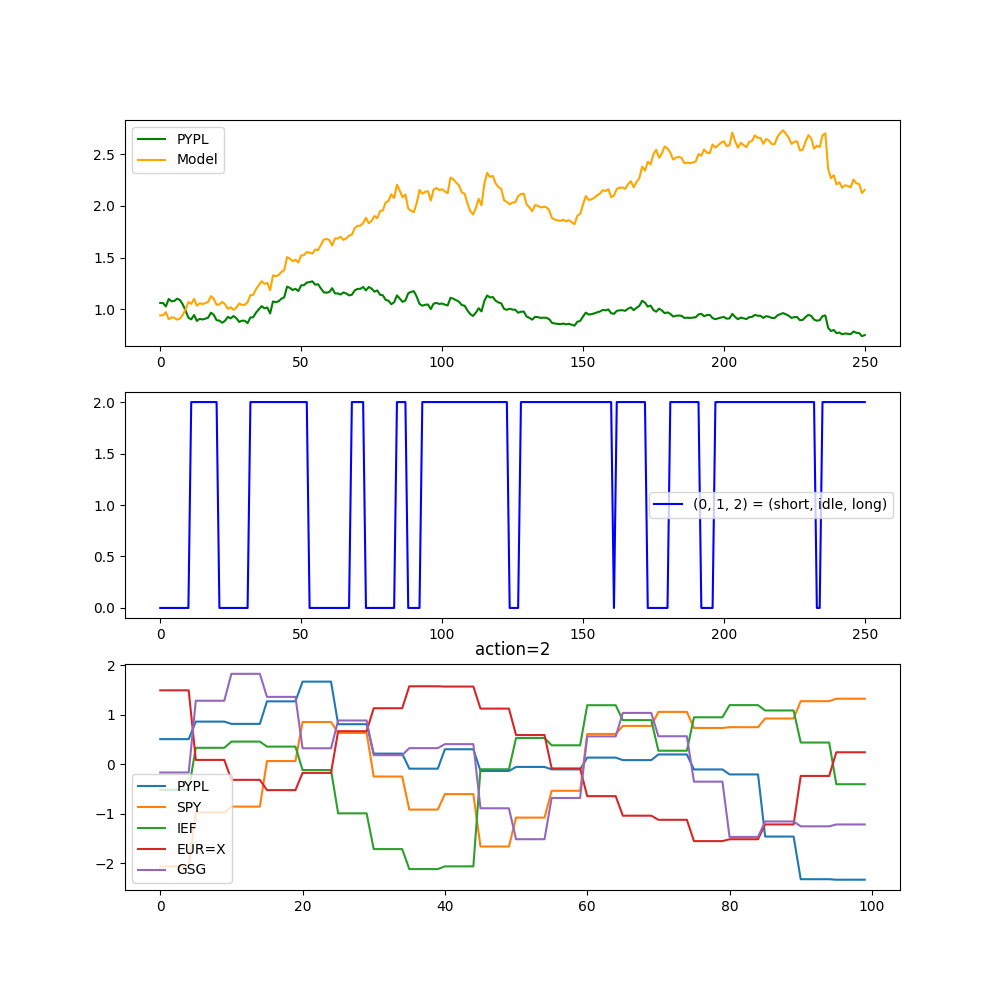 PYPL
Model
2.5
2.0
1.5
1.0
0 50 100 150 200 250
2.0
1.5
1.0
0.5
0.0
(0, 1, 2) = (short, idle, long)
0 50 100 150 200 250
action=2
2
1
0
−1
−2
PYPL
SPY
IEF
EUR=X
GSG
0 20 40 60 80 100